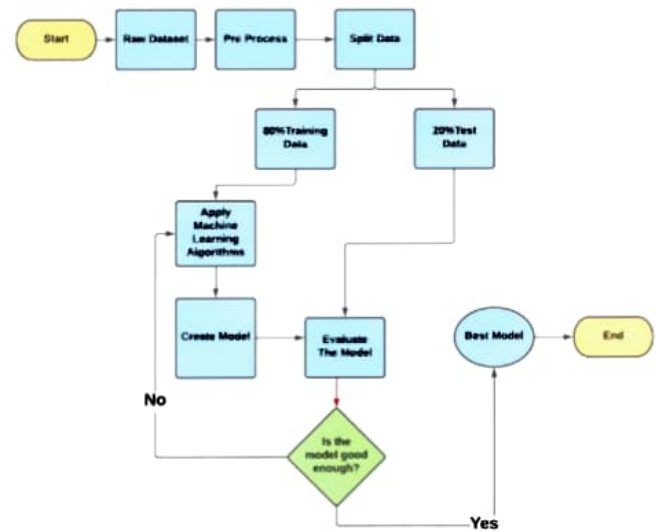 Start
Raw Dataset
Pre Process
Split Data
80%Training
Data
20%Test
Data
Apply
Machine
Learning
Algorithms
Create Model
Evaluate
The Model
Best Model
End
No
Is the
model good
enough?
Yes